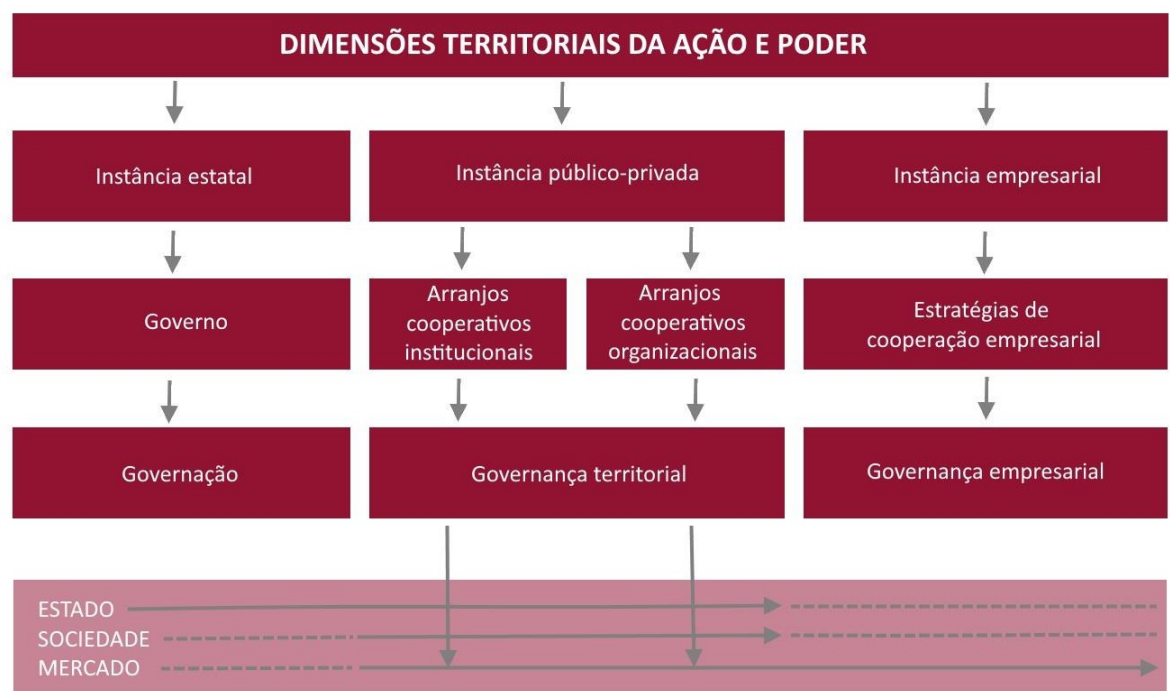 DIMENSÕES TERRITORIAIS DA AÇÃO E PODER
Instância estatal
Instância público-privada
Instância empresarial
Governo
Arranjos
cooperativos
institucionais
Arranjos
cooperativos
organizacionais
Estratégias de
cooperação empresarial
Governação
Governança territorial
Governança empresarial
ESTADO
SOCIEDADE
MERCADO